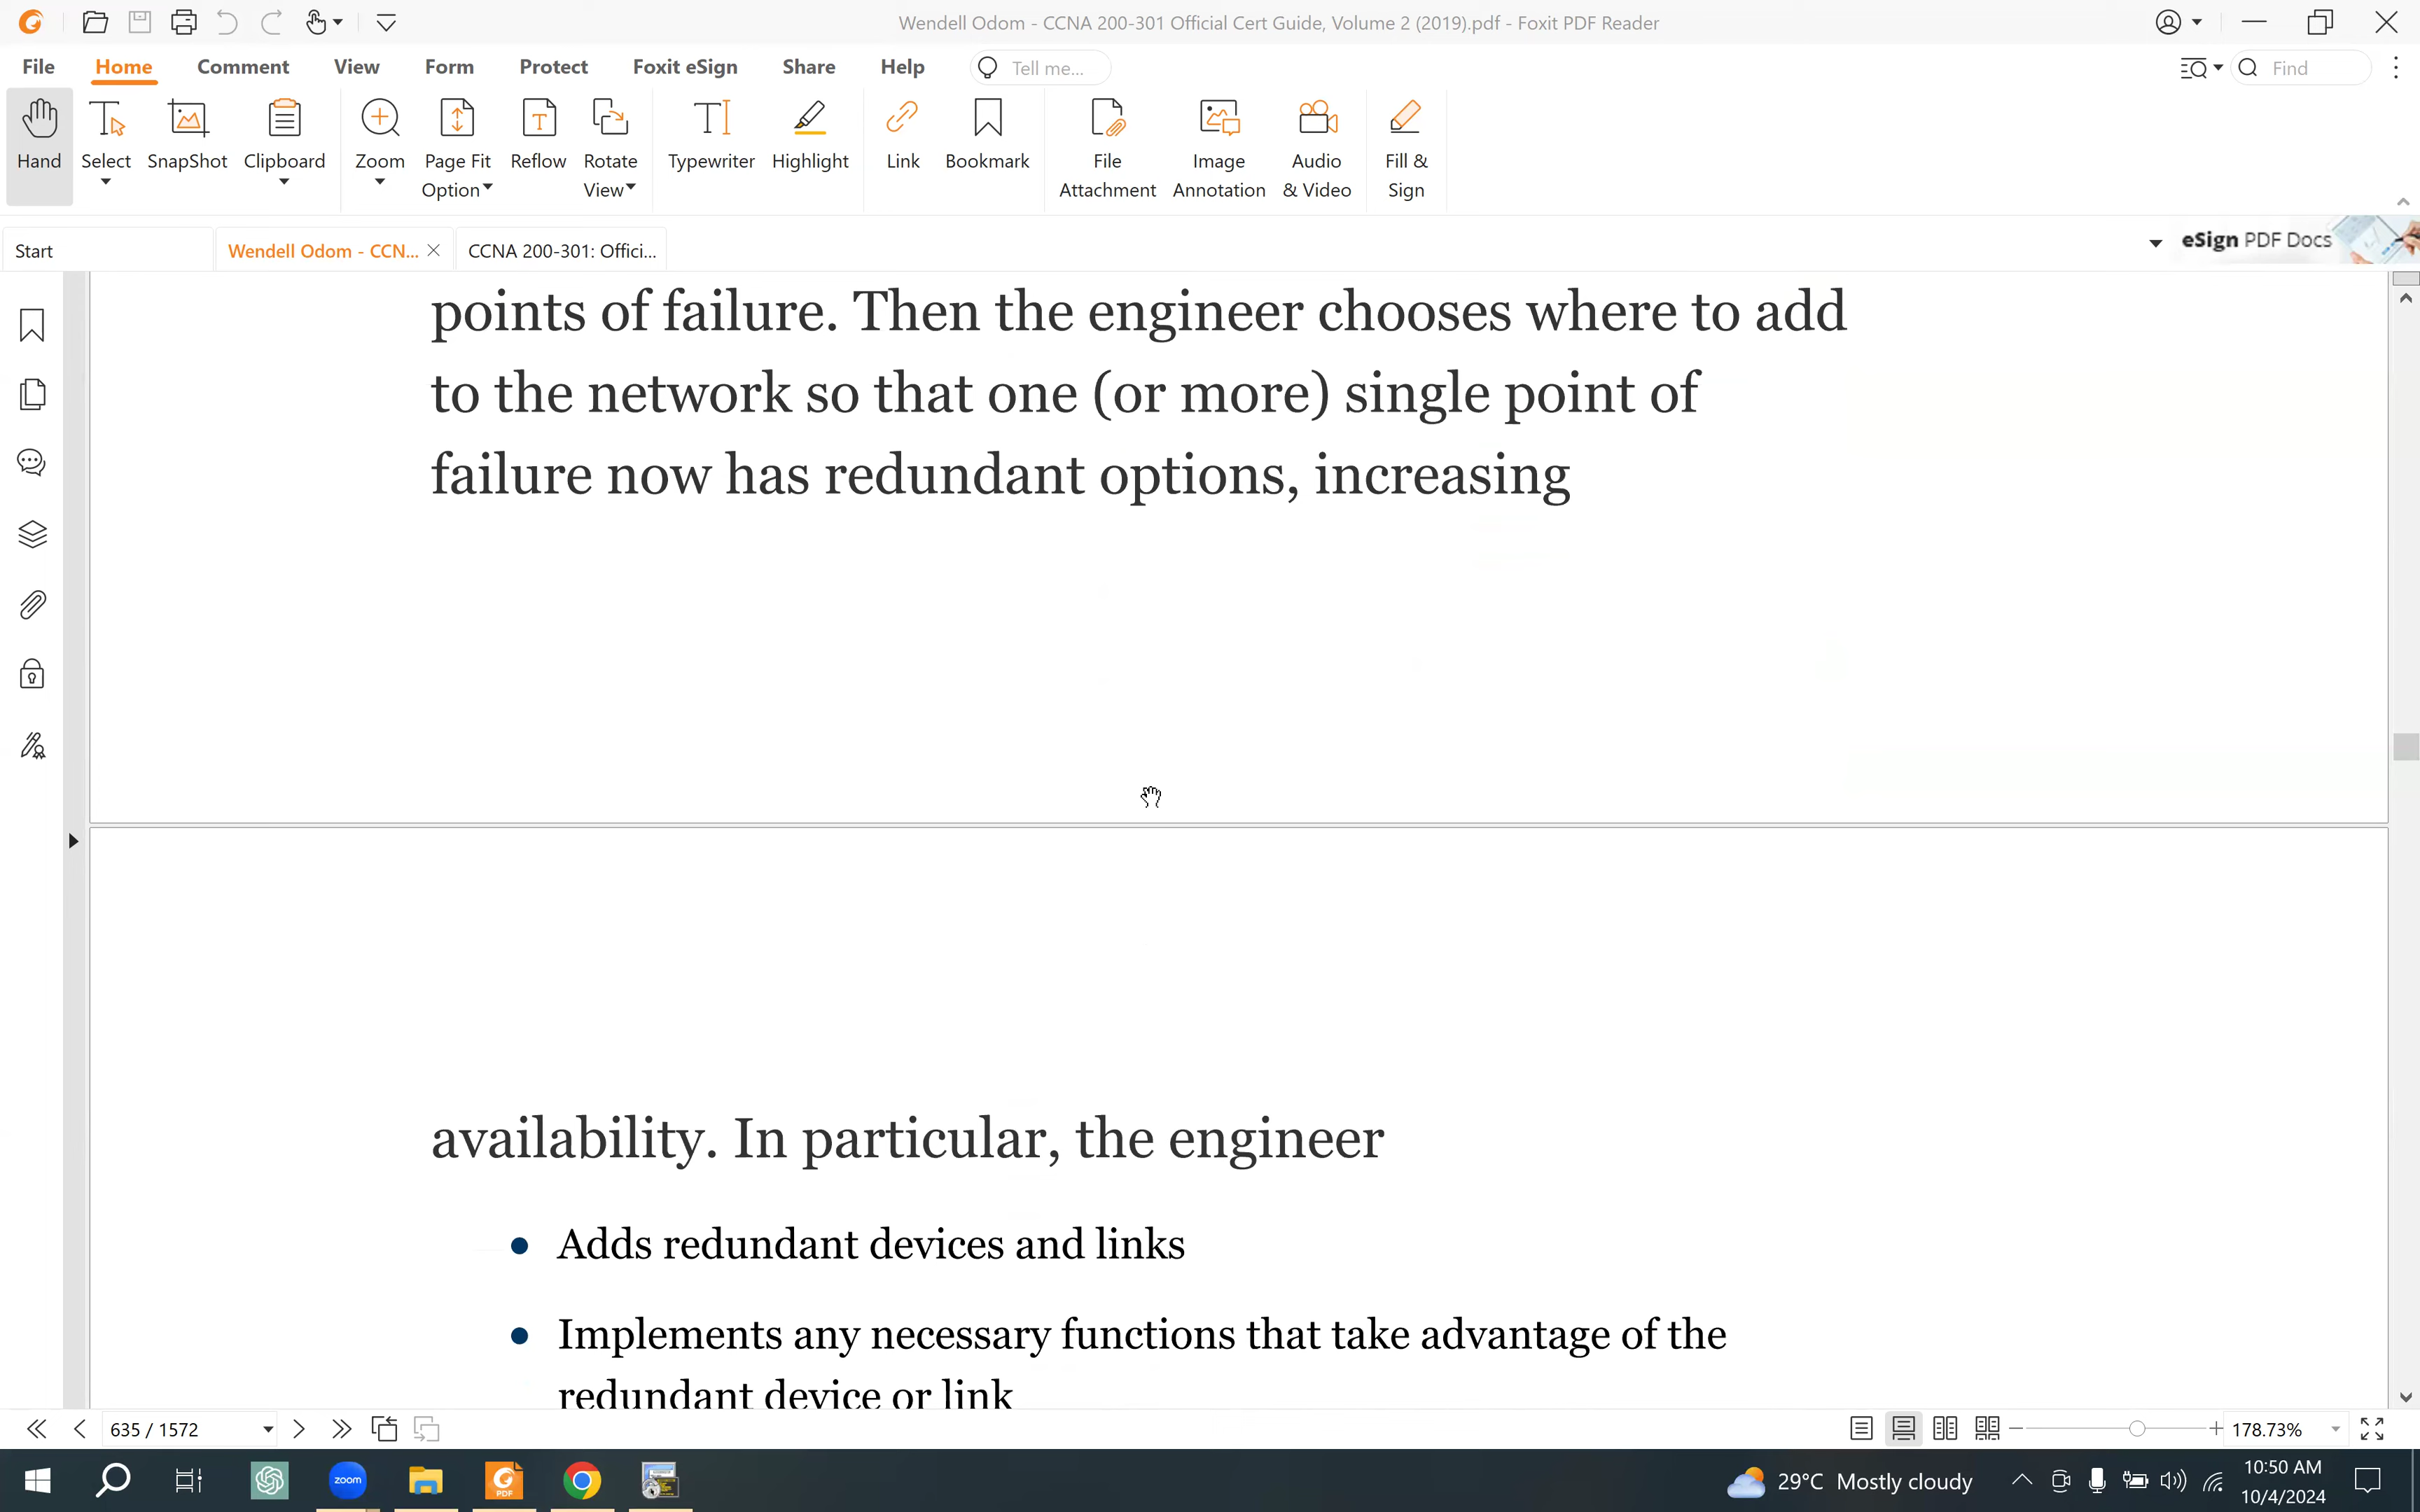 Wendell Odom - CCNA 200-301 Official Cert Guide, Volume 2 (2019).pdf - Foxit PDF Reader
File Home Comment View Form Protect Foxit eSign Share Help Tell me... Find
Hand Select SnapShot Clipboard Zoom Page Fit Option Reflow Rotate View Typewriter Highlight Link Bookmark File Attachment Image Annotation Audio & Video Fill & Sign
Start Wendell Odom - CCN... CCNA 200-301: Offici... eSign PDF Docs
points of failure. Then the engineer chooses where to add
to the network so that one (or more) single point of
failure now has redundant options, increasing
availability. In particular, the engineer
• Adds redundant devices and links
• Implements any necessary functions that take advantage of the
redundant device or link
635 / 1572 178.73%
zoom PDF 29°C Mostly cloudy 10:50 AM
10/4/2024